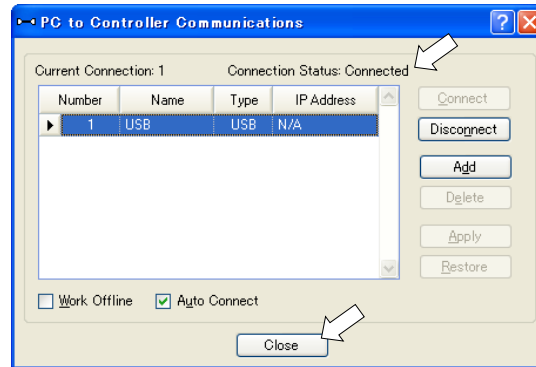 PC to Controller Communications
Current Connection: 1 Connection Status: Connected
Number Name Type IP Address
1 USB USB N/A
Connect
Disconnect
Add
Delete
Apply
Restore
Work Offline Auto Connect
Close